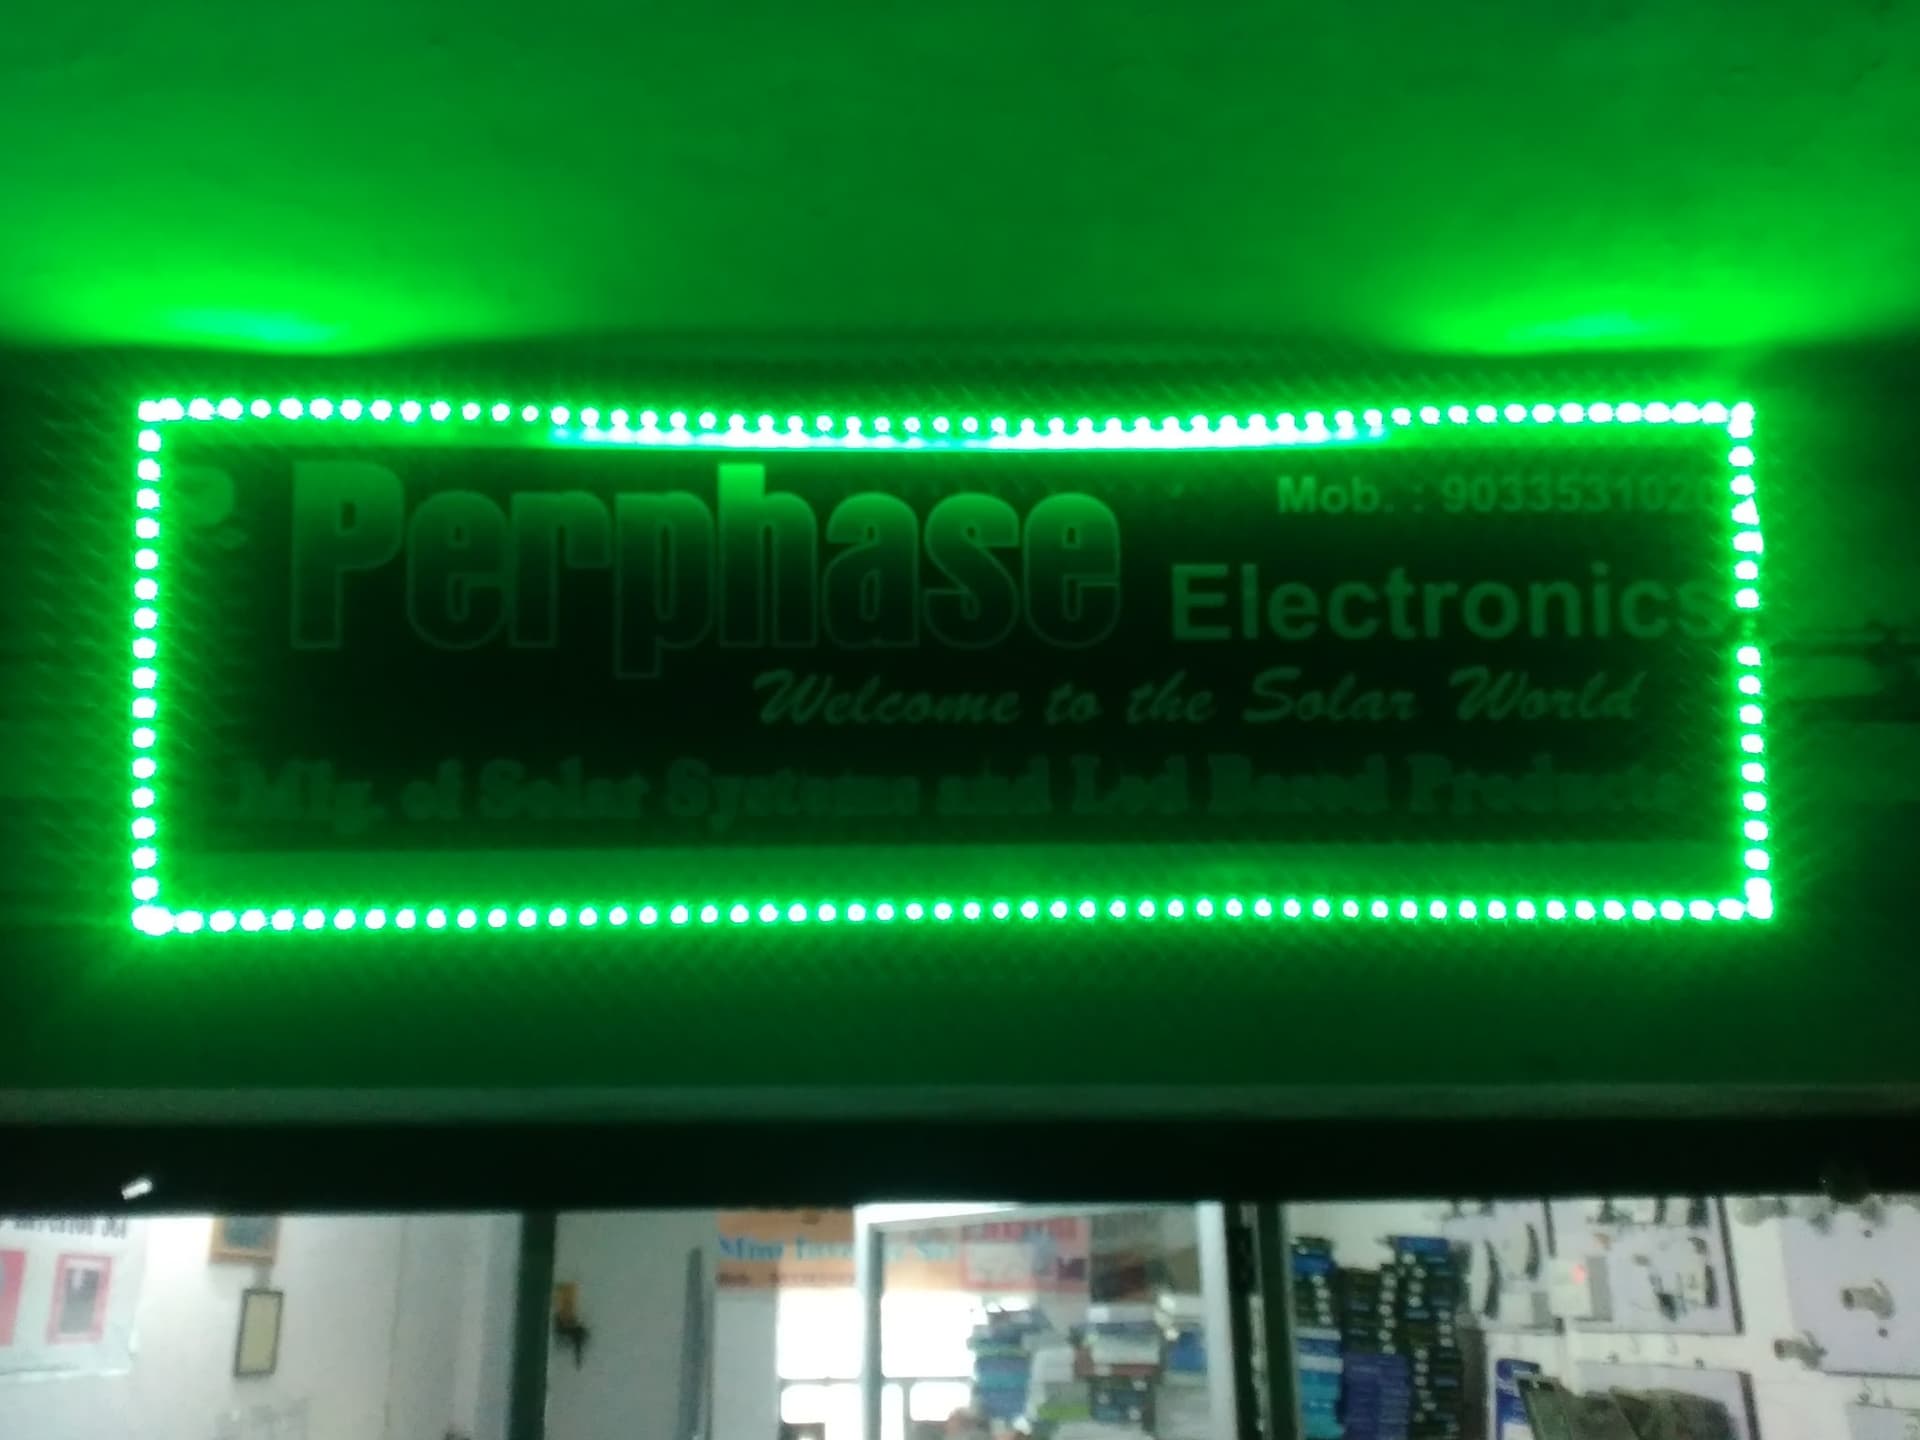 Mob. : 903353102
Perphase
Electronics
Welcome to the Solar World
Mfg. of Solar Systems and Led Based Products